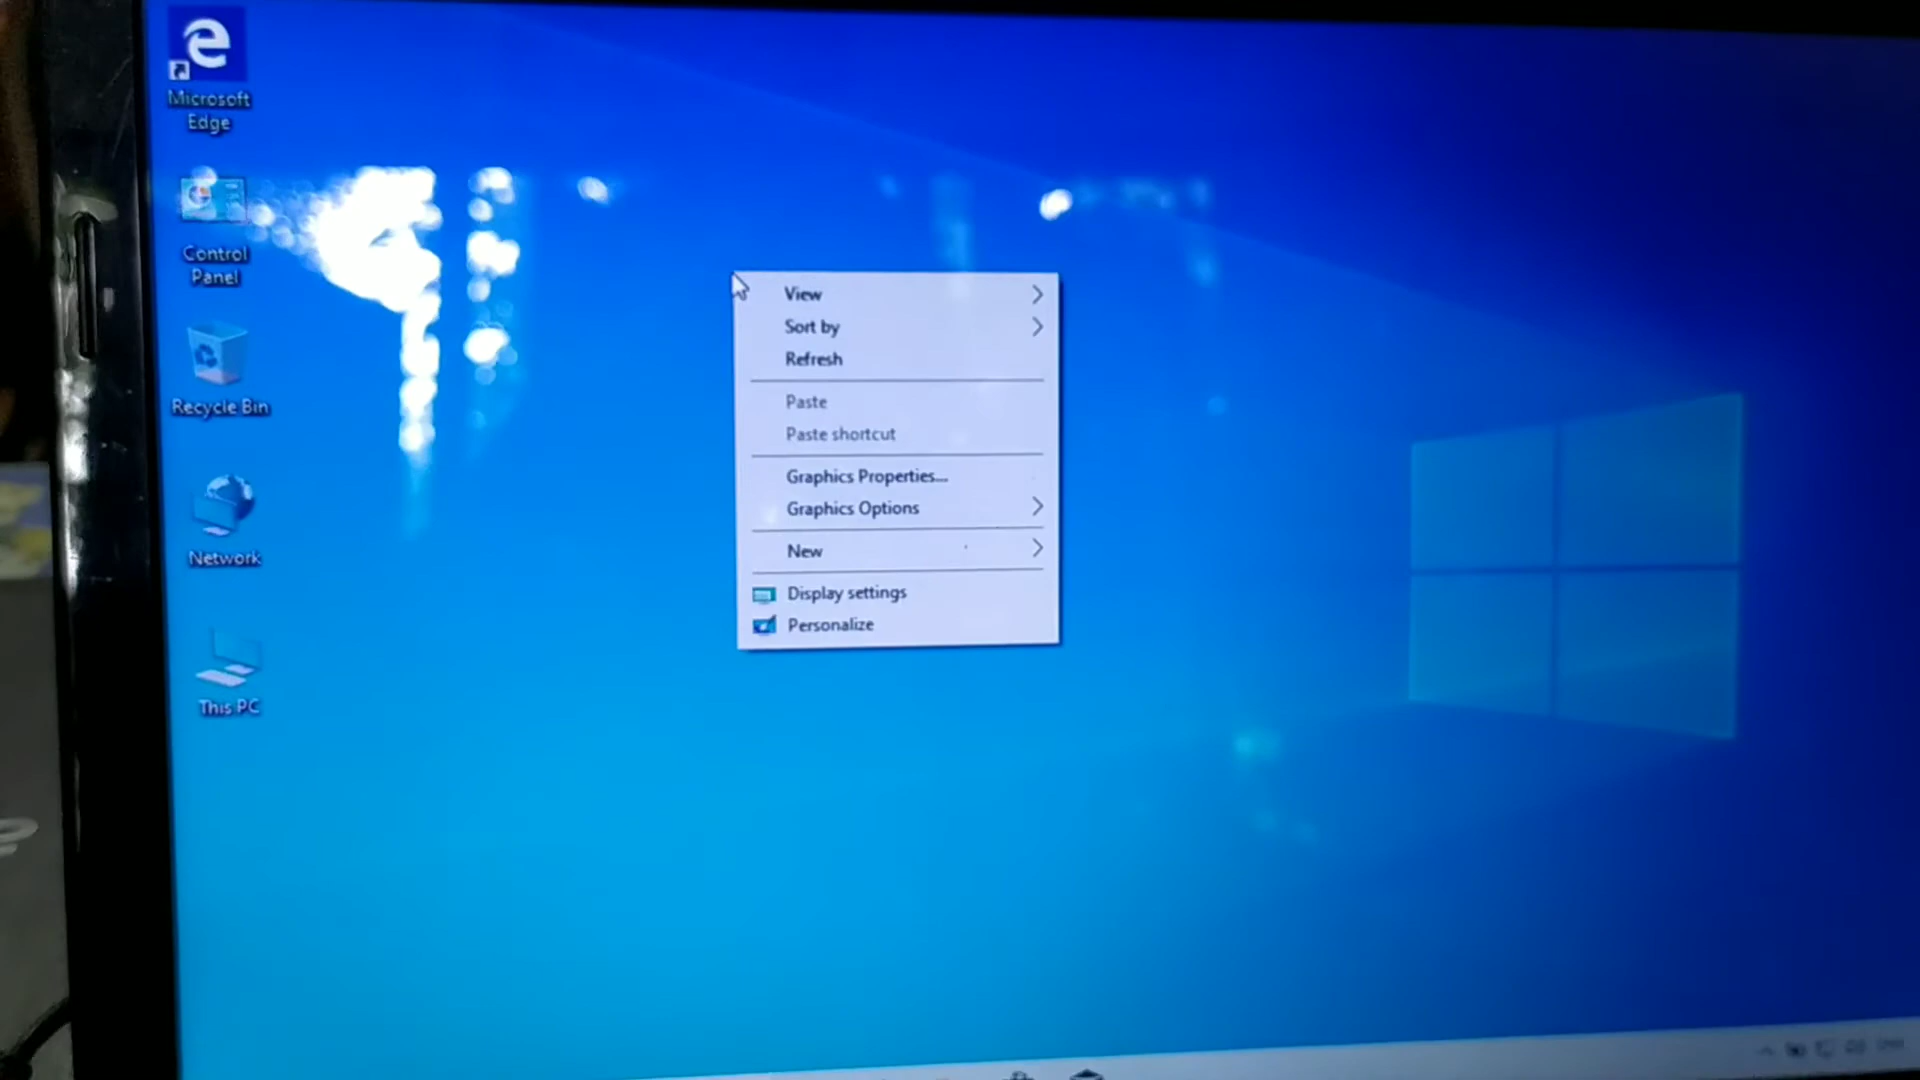 Microsoft
Edge
Control
Panel
Recycle Bin
Network
This PC
View
Sort by
Refresh
Paste
Paste shortcut
Graphics Properties...
Graphics Options
New
Display settings
Personalize